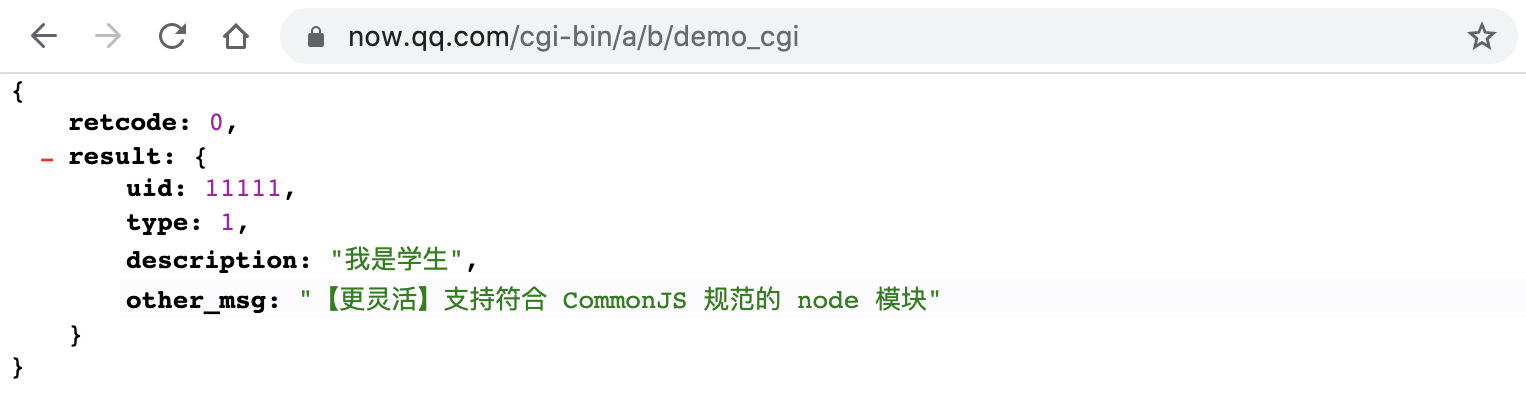 now.qq.com/cgi-bin/a/b/demo_cgi
{
retcode: 0,
- result: {
uid: 11111,
type: 1,
description: "我是学生",
other_msg: "【更灵活】支持符合 CommonJS 规范的 node 模块"
}
}